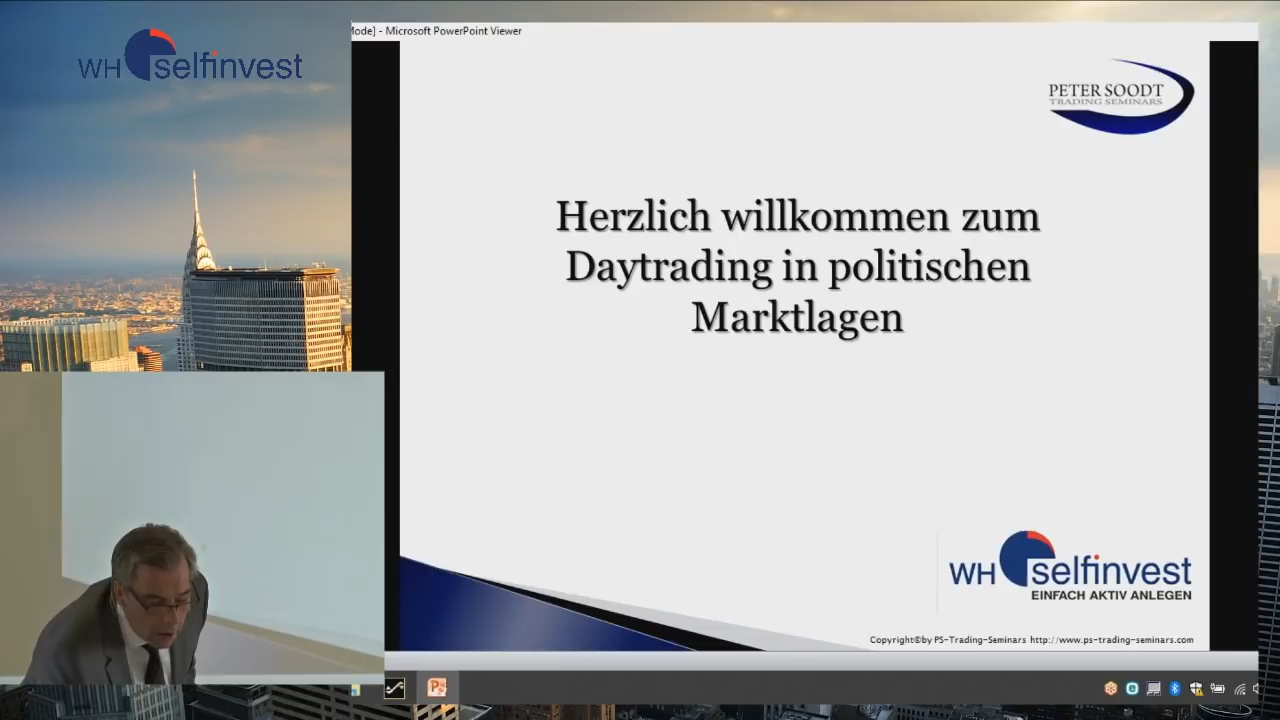 WH selfinvest
Mode] - Microsoft PowerPoint Viewer
PETER SOODT
TRADING SEMINARS
Herzlich willkommen zum
Daytrading in politischen
Marktlagen
WH selfinvest
EINFACH AKTIV ANLEGEN
Copyright©by PS-Trading-Seminars http://www.ps-trading-seminars.com